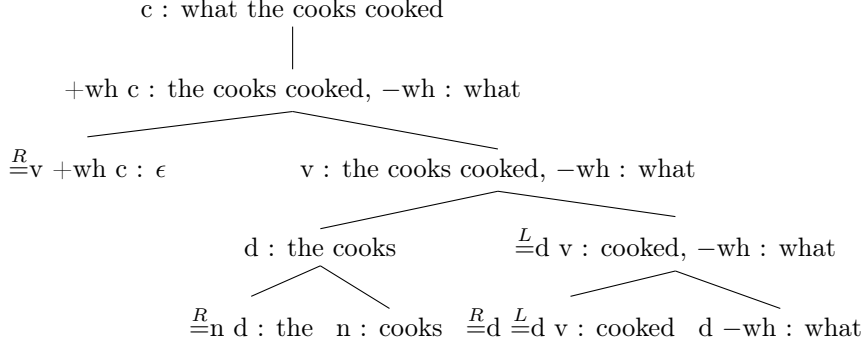 c : what the cooks cooked
+wh c : the cooks cooked, −wh : what
R=v +wh c : ϵ v : the cooks cooked, −wh : what
d : the cooks L=d v : cooked, −wh : what
R=n d : the n : cooks R=d L=d v : cooked d −wh : what